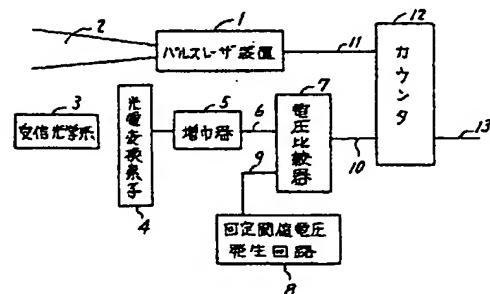 1
12
2
パルスレーザ装置
11
カウンタ
3
受信光学系
光電変換素子
4
5
増巾器
6
9
7
電圧比較器
10
13
固定閾値電圧
発生回路
8